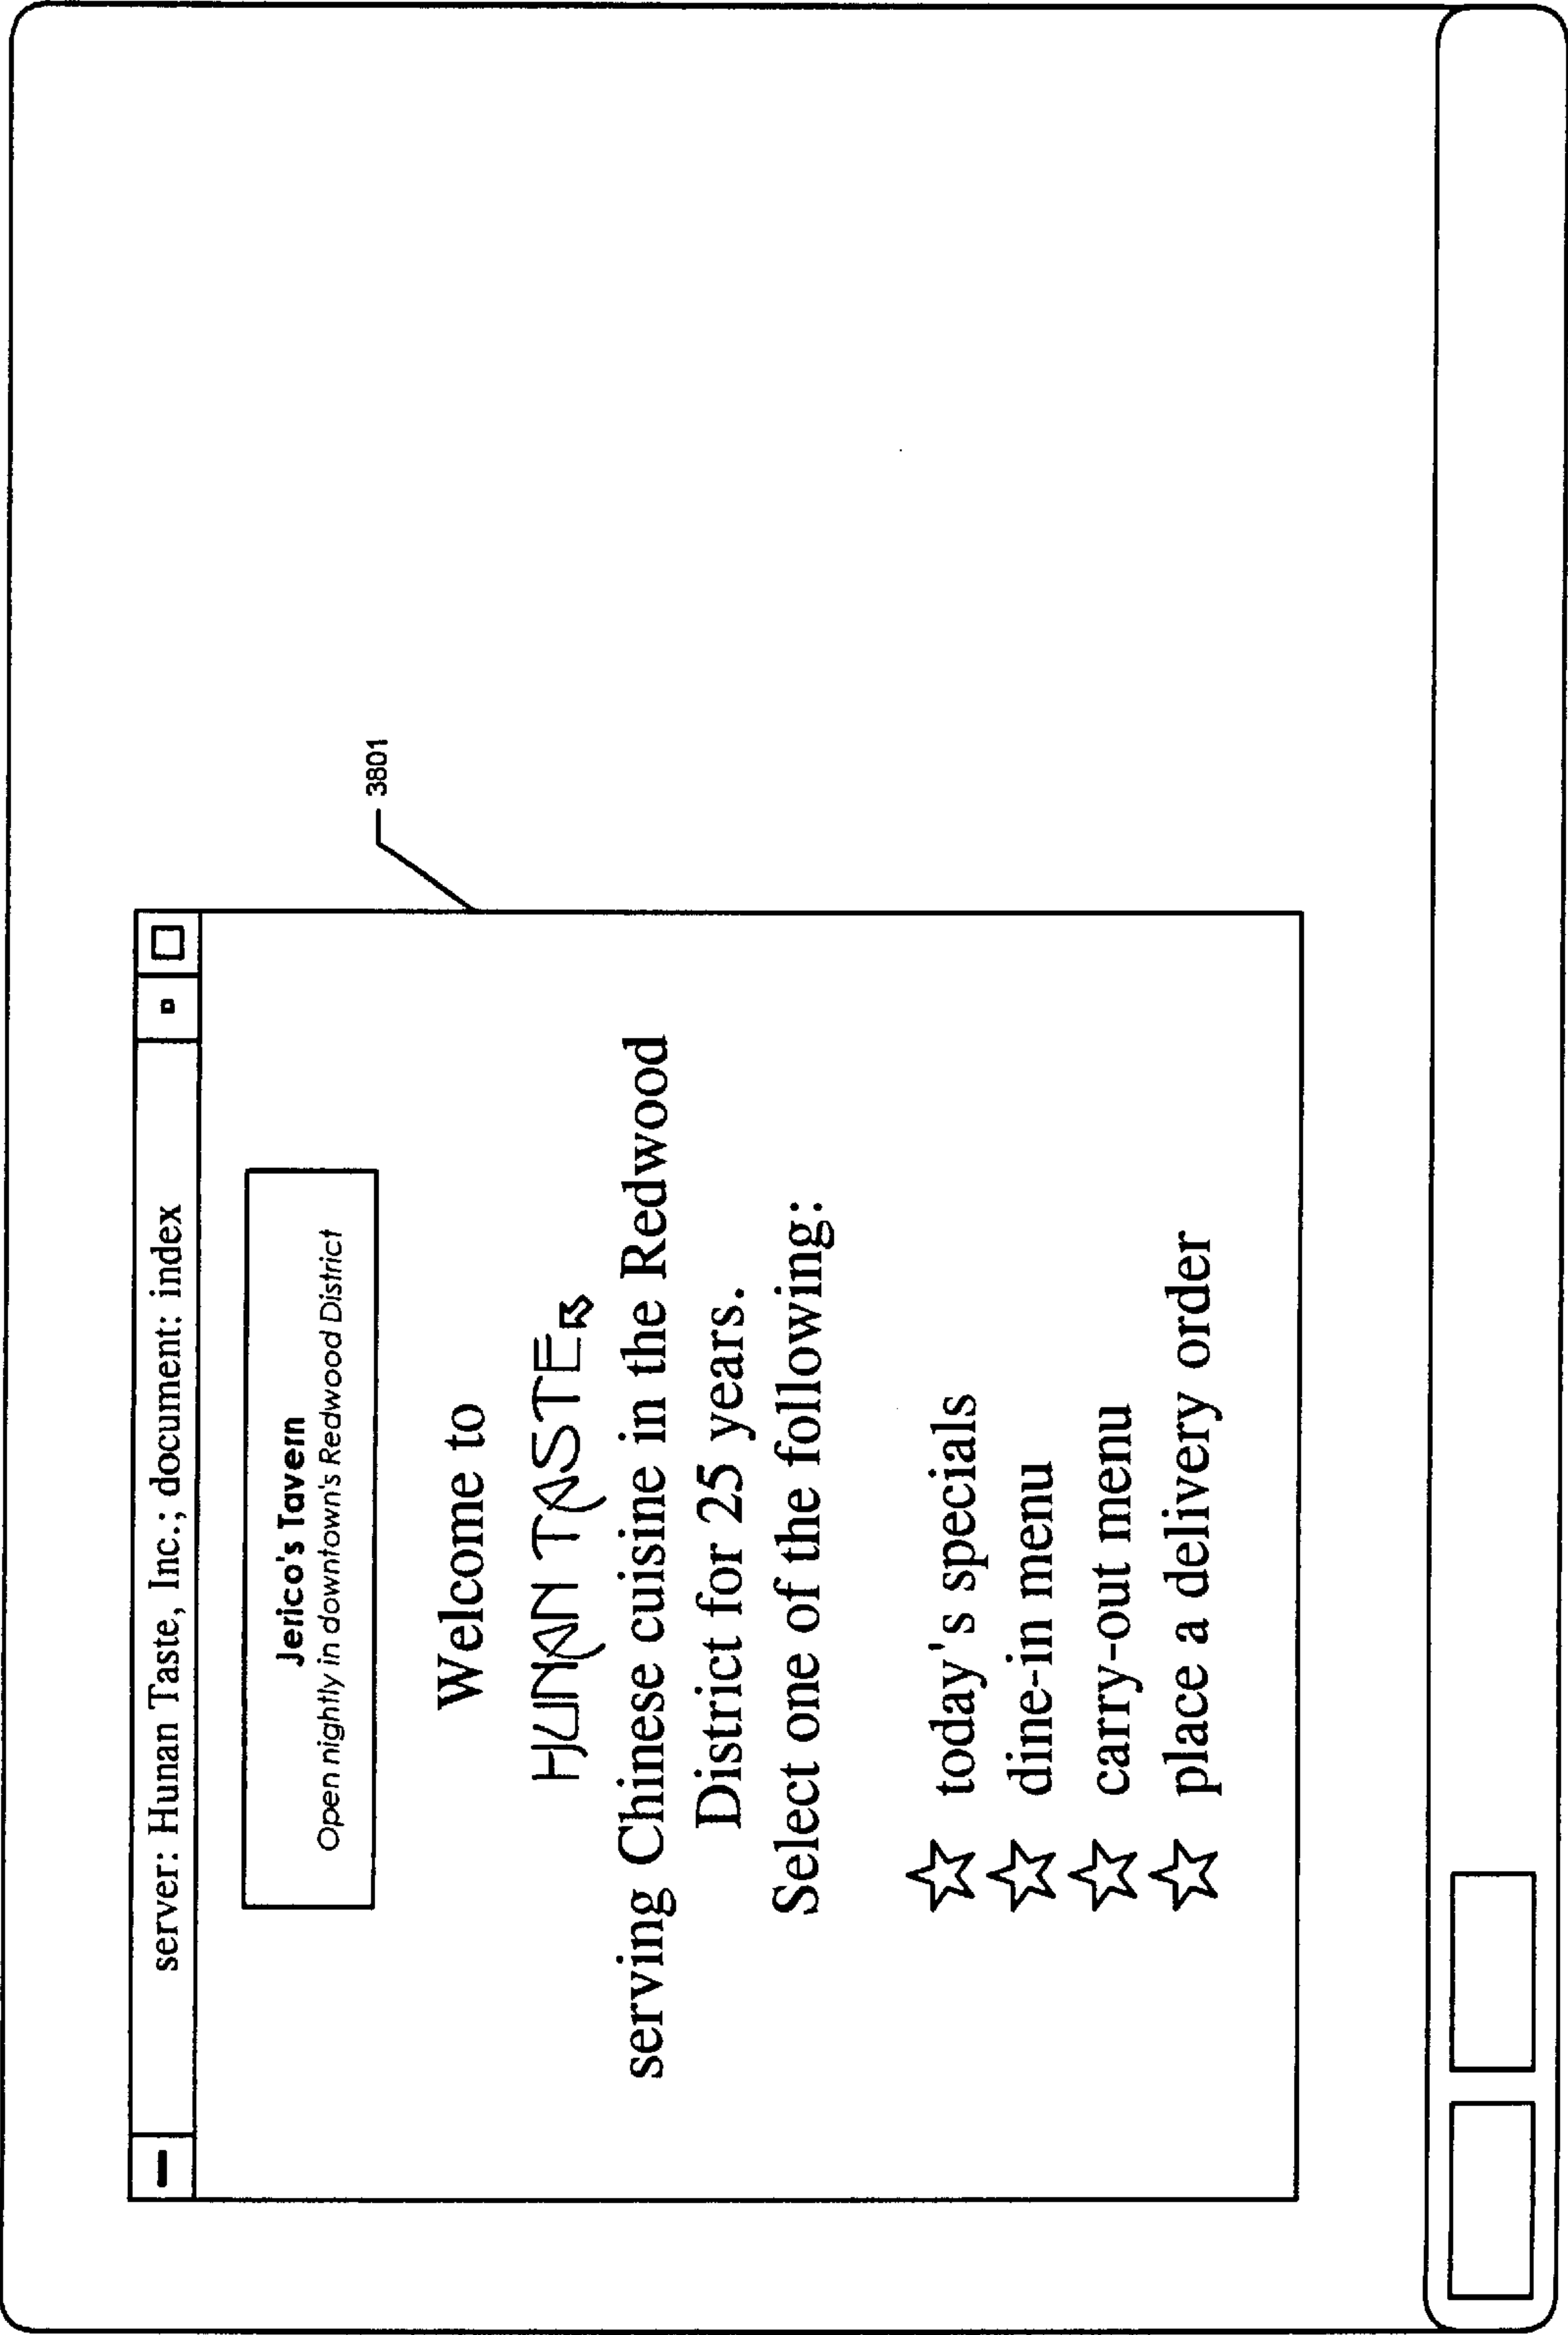 server: Hunan Taste, Inc.; document: index
Jerico's Tavern
Open nightly in downtown's Redwood District
3801
Welcome to
HUNAN TASTE
serving Chinese cuisine in the Redwood
District for 25 years.
Select one of the following:
today's specials
dine-in menu
carry-out menu
place a delivery order